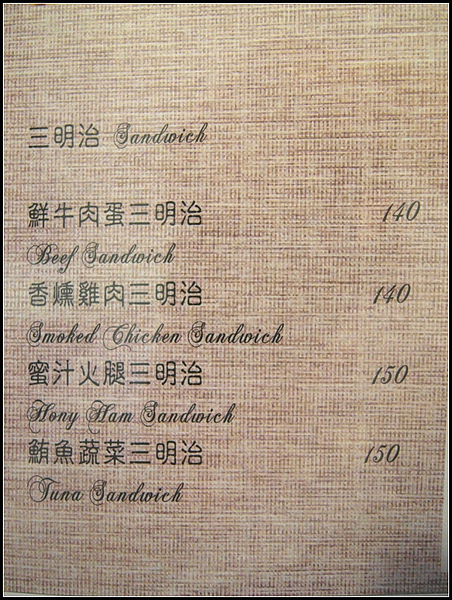 三明治 Sandwich
鮮牛肉蛋三明治 140
Beef Sandwich
香燻雞肉三明治 140
Smoked Chicken Sandwich
蜜汁火腿三明治 150
Hony Ham Sandwich
鮪魚蔬菜三明治 150
Tuna Sandwich